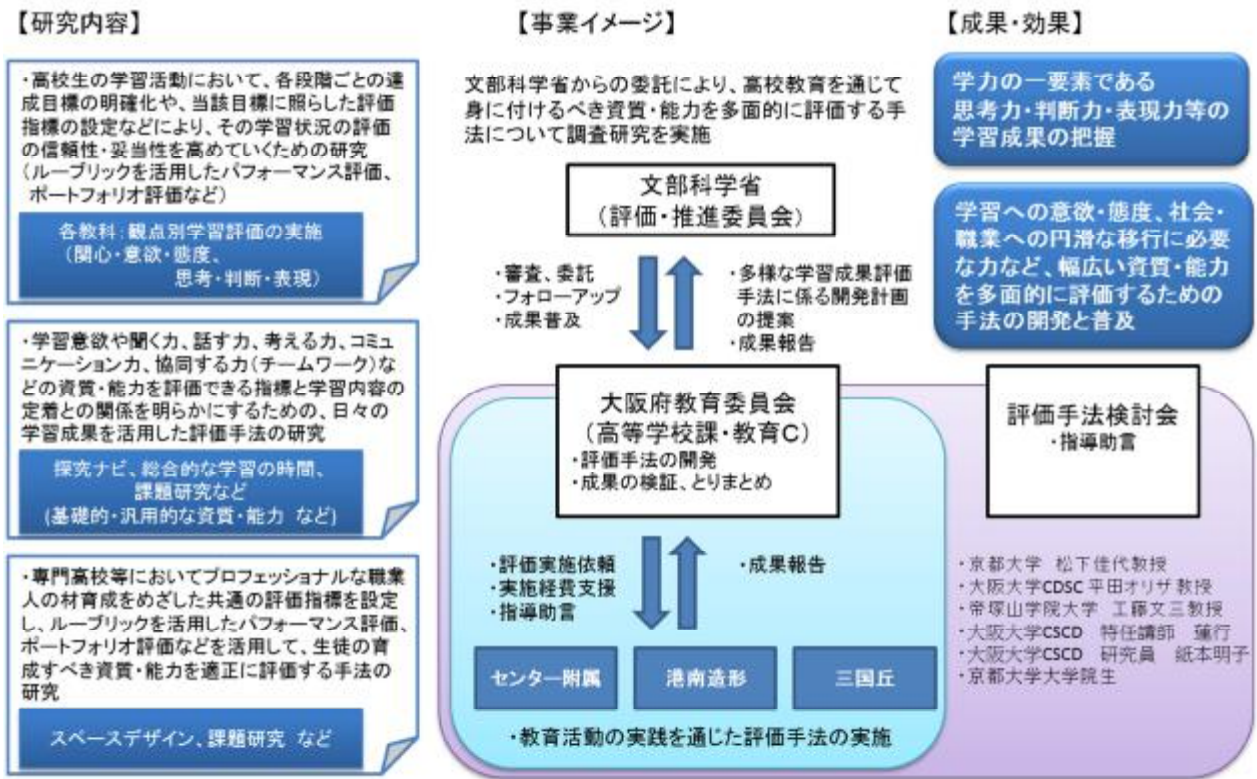 【研究内容】
・高校生の学習活動において、各段階ごとの達
成目標の明確化や、当該目標に照らした評価
指標の設定などにより、その学習状況の評価
の信頼性・妥当性を高めていくための研究
(ルーブリックを活用したパフォーマンス評価、
ポートフォリオ評価など)
各教科:観点別学習評価の実施
(関心・意欲・態度、
思考・判断・表現)
・学習意欲や聞く力、話す力、考える力、コミュ
ニケーション力、協同する力(チームワーク)な
どの資質・能力を評価できる指標と学習内容の
定着との関係を明らかにするための、日々の
学習成果を活用した評価手法の研究
探究ナビ、総合的な学習の時間、
課題研究など
(基礎的・汎用的な資質・能力 など)
・専門高校等においてプロフェッショナルな職業
人の材育成をめざした共通の評価指標を設定
し、ルーブリックを活用したパフォーマンス評価、
ポートフォリオ評価などを活用して、生徒の育
成すべき資質・能力を適正に評価する手法の
研究
スペースデザイン、課題研究 など
【事業イメージ】
文部科学省からの委託により、高校教育を通じて
身に付けるべき資質・能力を多面的に評価する手
法について調査研究を実施
文部科学省
(評価・推進委員会)
・審査、委託
・フォローアップ
・成果普及
・多様な学習成果評価
手法に係る開発計画
の提案
・成果報告
大阪府教育委員会
(高等学校課・教育C)
・評価手法の開発
・成果の検証、とりまとめ
・評価実施依頼
・実施経費支援
・指導助言
・成果報告
センター附属
港南造形
三国丘
・教育活動の実践を通じた評価手法の実施
【成果・効果】
学力の一要素である
思考力・判断力・表現力等の
学習成果の把握
学習への意欲・態度、社会・
職業への円滑な移行に必要
な力など、幅広い資質・能力
を多面的に評価するための
手法の開発と普及
評価手法検討会
・指導助言
・京都大学 松下佳代教授
・大阪大学CDSC 平田オリザ 教授
・帝塚山学院大学 工藤文三教授
・大阪大学CSCD 特任講師 蓮行
・大阪大学CSCD 研究員 紙本明子
・京都大学大学院生